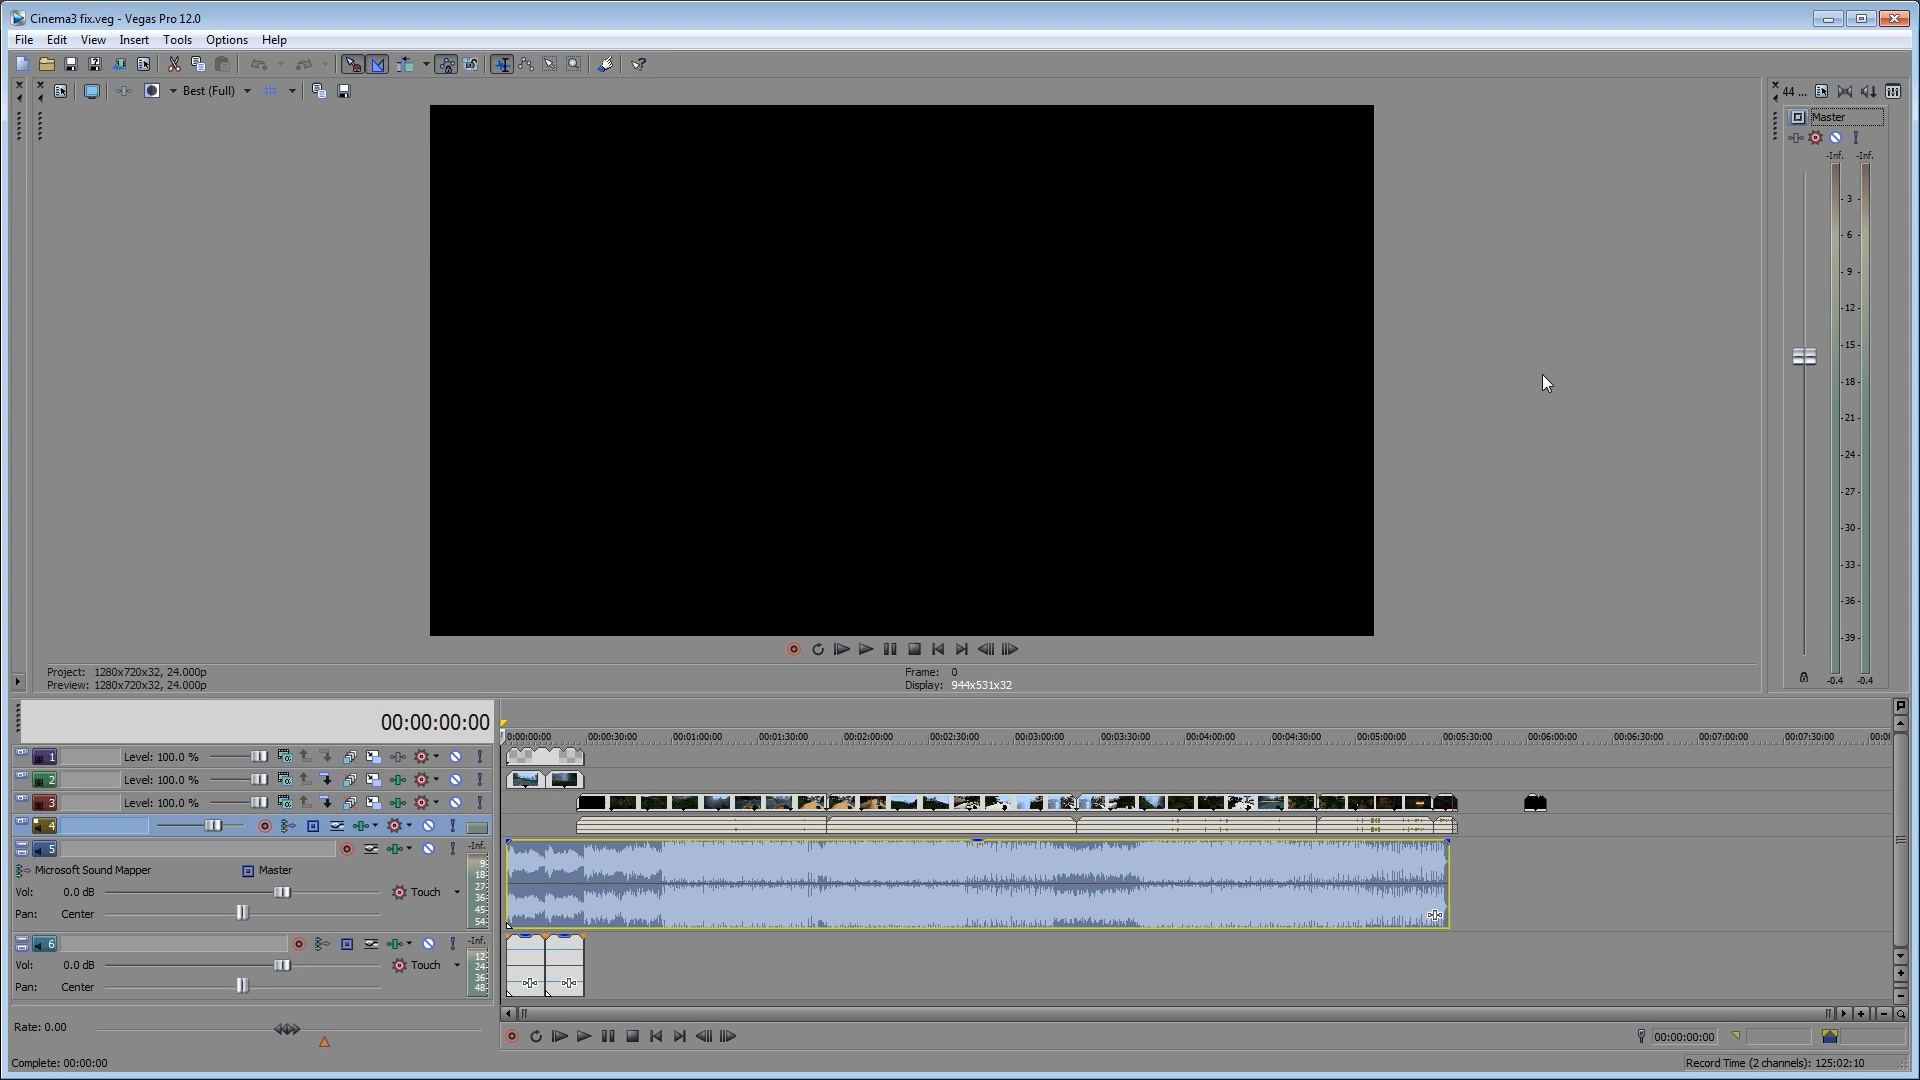 Cinema3 fix.veg - Vegas Pro 12.0
File Edit View Insert Tools Options Help
Best (Full)
44 ...
Master
-Inf. -Inf.
- 3 -
- 6 -
- 9 -
-12-
-15-
-18-
-21-
-24-
-27-
-30-
-33-
-36-
-39-
-0.4 -0.4
Project: 1280x720x32, 24.000p
Preview: 1280x720x32, 24.000p
Frame: 0
Display: 944x531x32
00:00:00:00
0:00:00:00 00:00:30:00 00:01:00:00 00:01:30:00 00:02:00:00 00:02:30:00 00:03:00:00 00:03:30:00 00:04:00:00 00:04:30:00 00:05:00:00 00:05:30:00 00:06:00:00 00:06:30:00 00:07:00:00 00:07:30:00 00:0
1 Level: 100.0 %
2 Level: 100.0 %
3 Level: 100.0 %
4
5 -Inf.
Microsoft Sound Mapper Master
Vol: 0.0 dB Touch
Pan: Center
9
18
27
36
45
54
6 -Inf.
Vol: 0.0 dB Touch
Pan: Center
12
24
36
48
Rate: 0.00
00:00:00:00
Complete: 00:00:00
Record Time (2 channels): 125:02:10